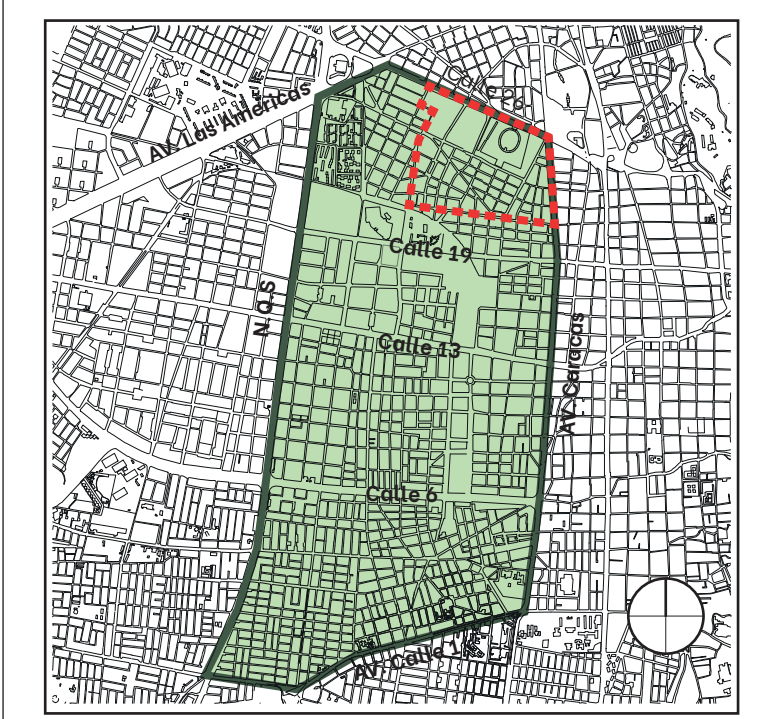 Calle 26
AV. Las Americas
Calle 19
N.Q.S
Calle 13
AV. Caracas
Calle 6
AV. Calle 1